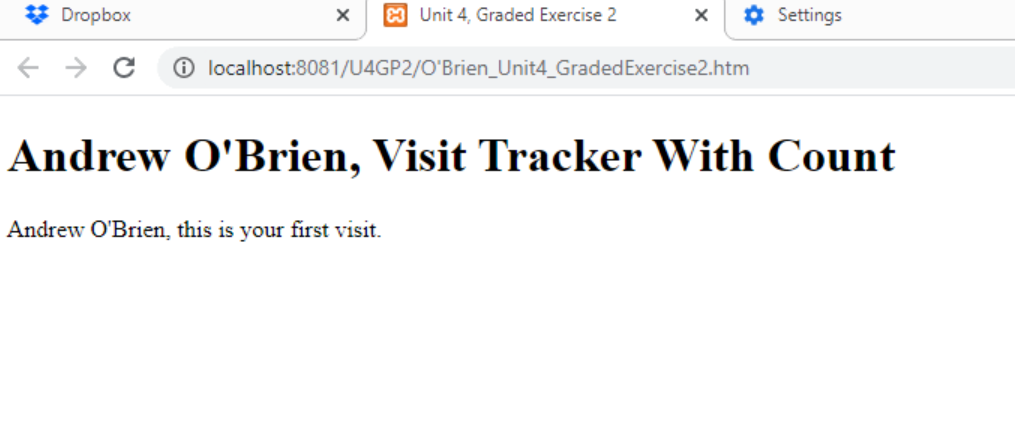 Dropbox
Unit 4, Graded Exercise 2
Settings
localhost:8081/U4GP2/O'Brien_Unit4_GradedExercise2.htm
Andrew O'Brien, Visit Tracker With Count
Andrew O'Brien, this is your first visit.